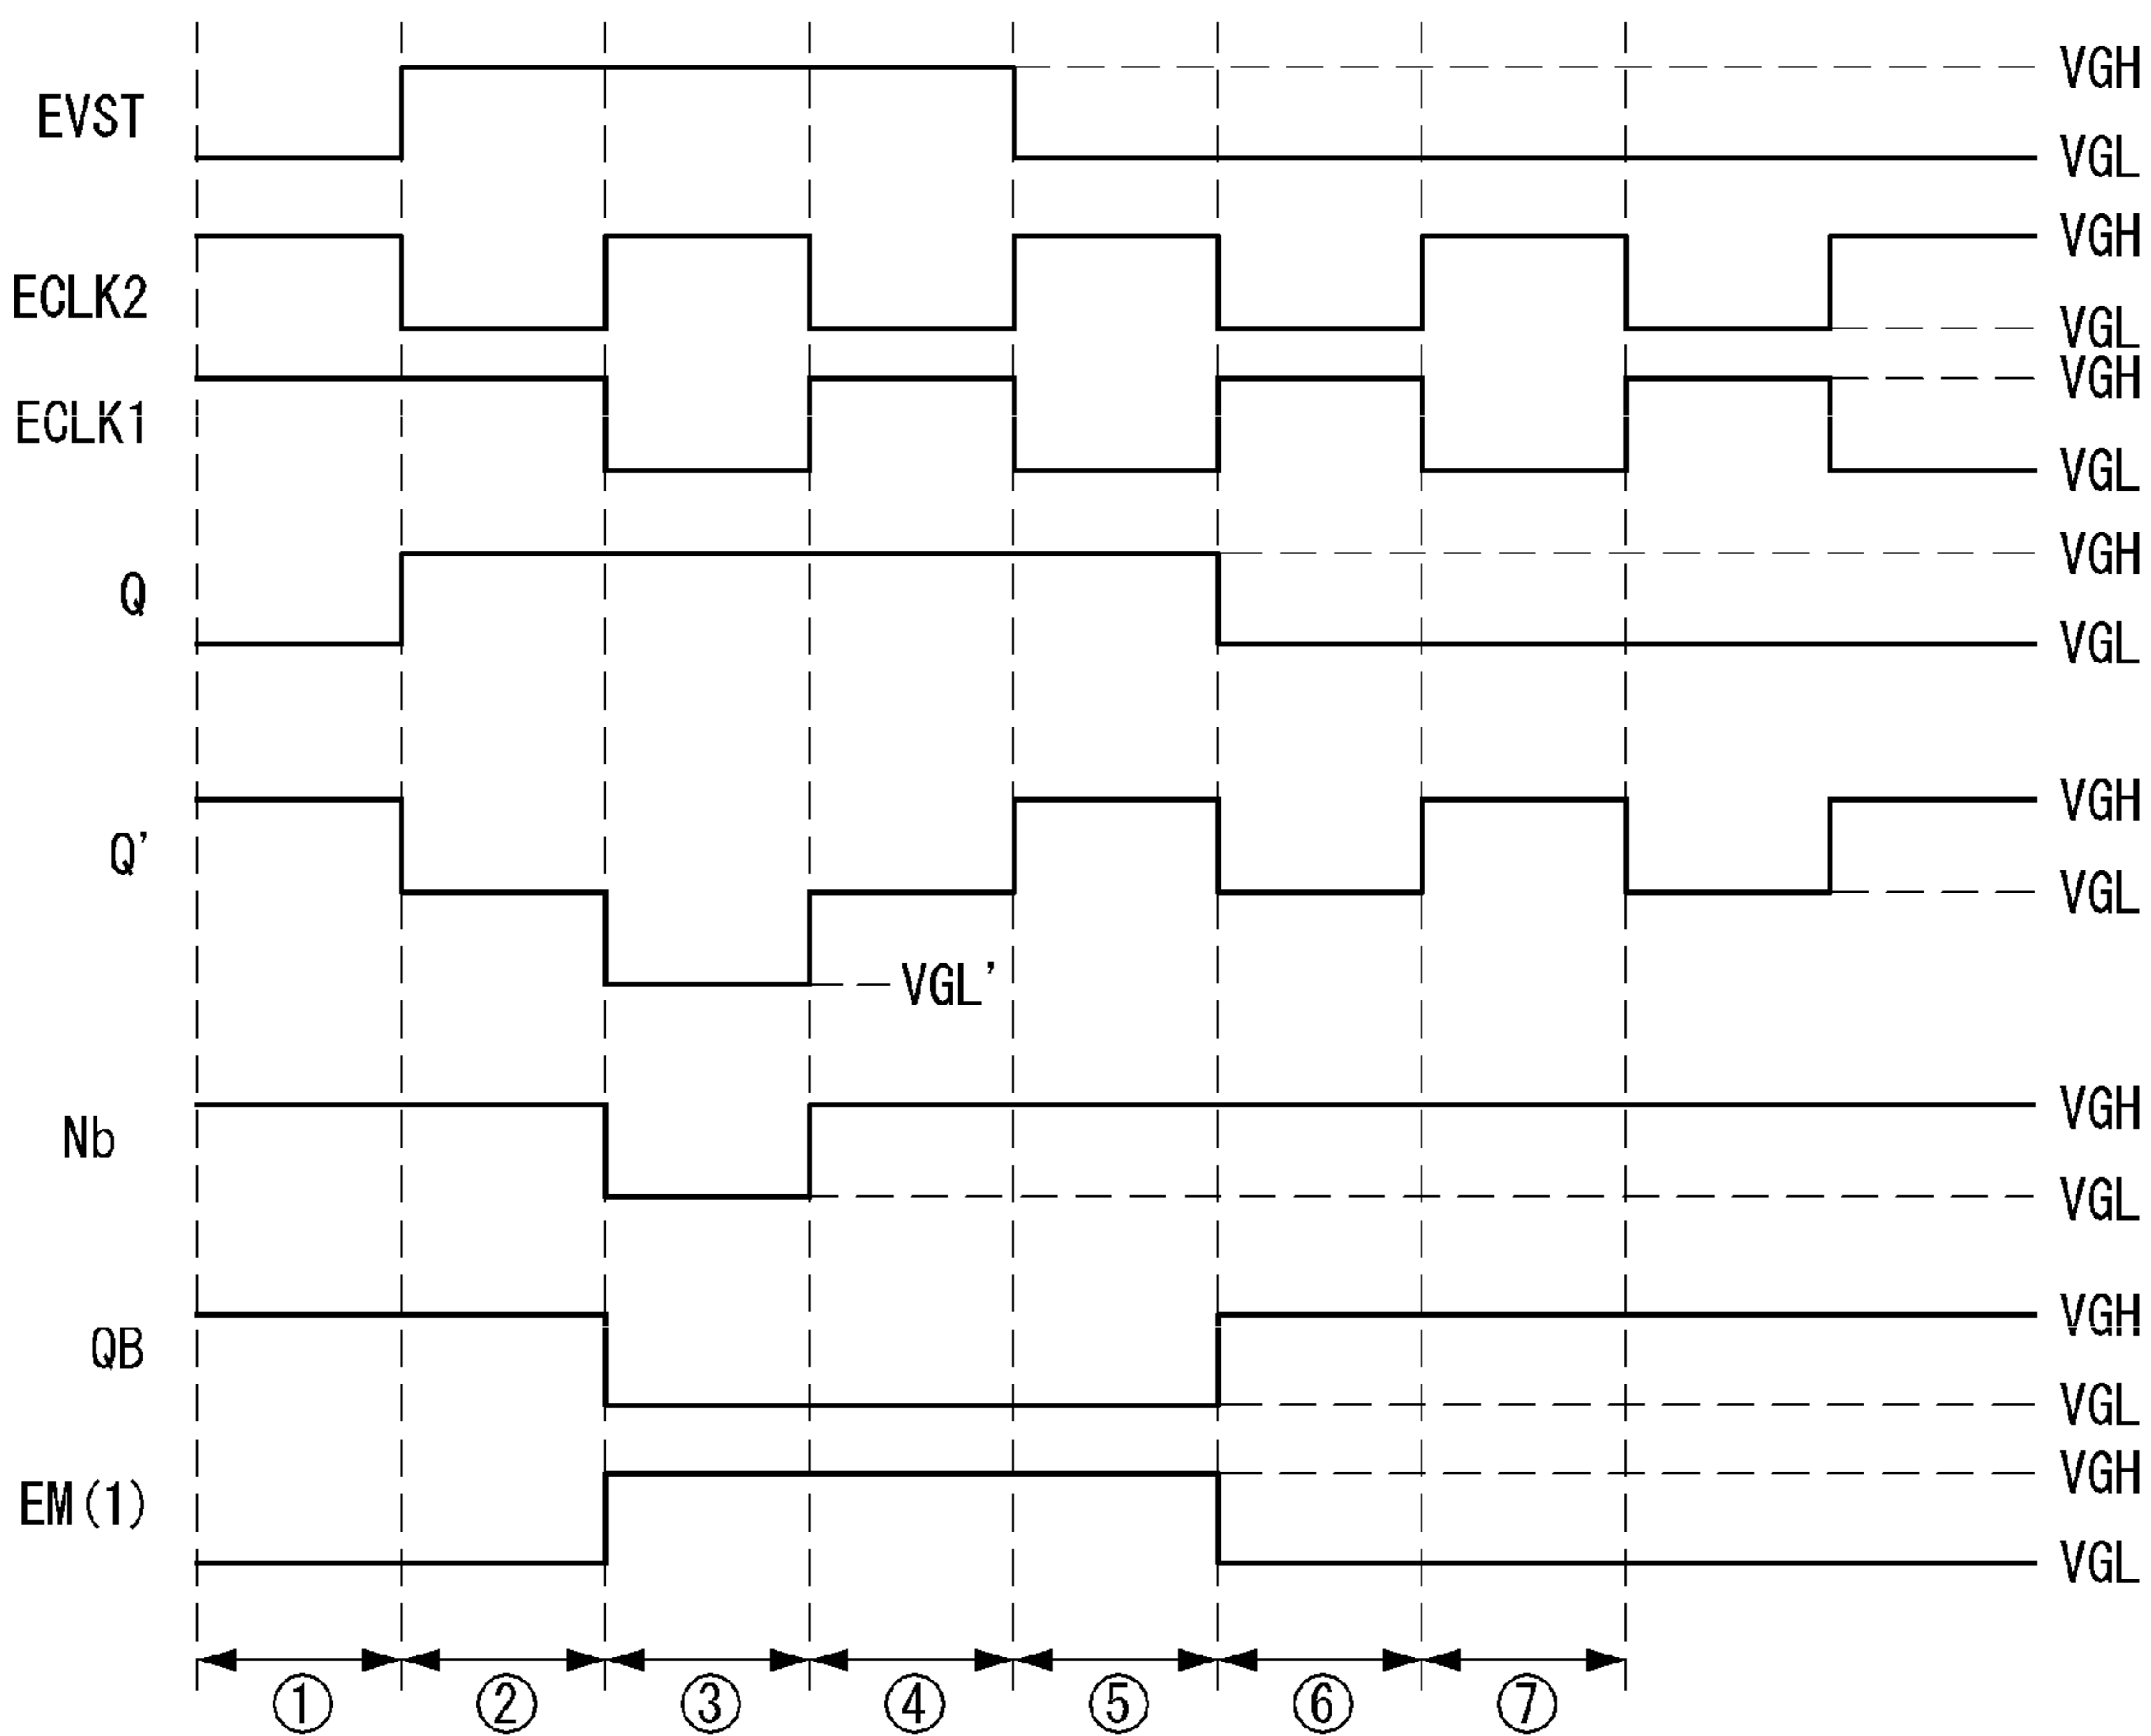 VGH
EVST
VGL
VGH
ECLK2
VGL
VGH
ECLK1
VGL
VGH
Q
VGL
VGH
Q'
VGL
VGL'
VGH
Nb
VGL
VGH
QB
VGL
VGH
EM(1)
VGL
① ② ③ ④ ⑤ ⑥ ⑦